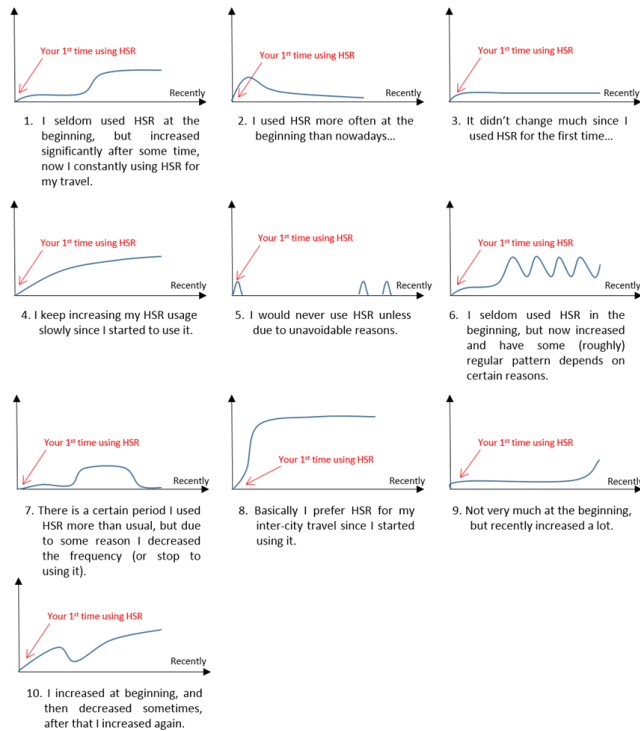 Your 1st time using HSR
Recently
1. I seldom used HSR at the
beginning, but increased
significantly after some time,
now I constantly using HSR for
my travel.
Your 1st time using HSR
Recently
2. I used HSR more often at the
beginning than nowadays...
Your 1st time using HSR
Recently
3. It didn't change much since I
used HSR for the first time...
Your 1st time using HSR
Recently
4. I keep increasing my HSR usage
slowly since I started to use it.
Your 1st time using HSR
Recently
5. I would never use HSR unless
due to unavoidable reasons.
Your 1st time using HSR
Recently
6. I seldom used HSR in the
beginning, but now increased
and have some (roughly)
regular pattern depends on
certain reasons.
Your 1st time using HSR
Recently
7. There is a certain period I used
HSR more than usual, but due
to some reason I decreased
the frequency (or stop to
using it).
Your 1st time using HSR
Recently
8. Basically I prefer HSR for my
inter-city travel since I started
using it.
Your 1st time using HSR
Recently
9. Not very much at the beginning,
but recently increased a lot.
Your 1st time using HSR
Recently
10. I increased at beginning, and
then decreased sometimes,
after that I increased again.